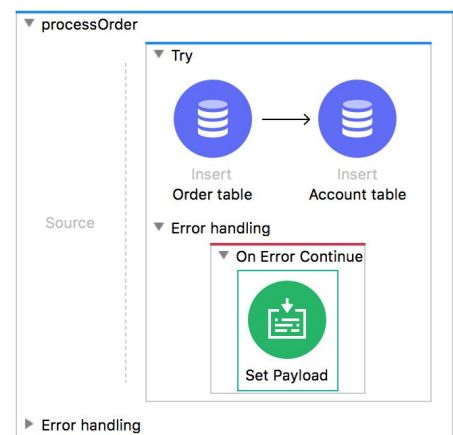 processOrder
Try
Insert
Order table
Insert
Account table
Source
Error handling
On Error Continue
Set Payload
Error handling